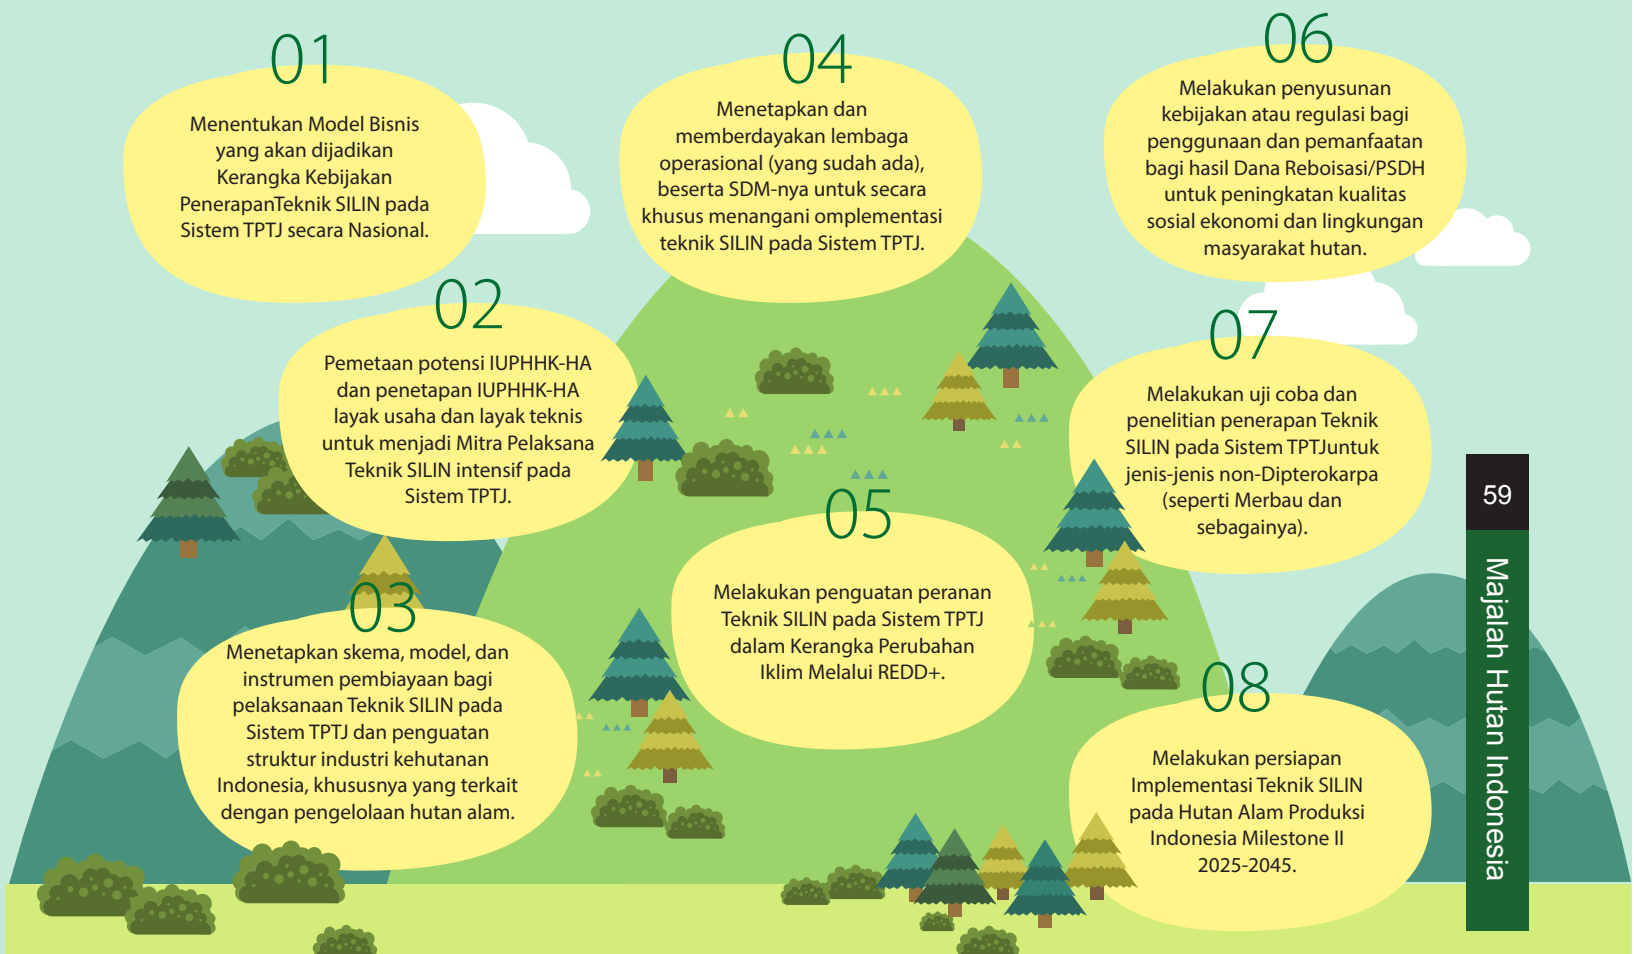 01
Menentukan Model Bisnis
yang akan dijadikan
Kerangka Kebijakan
PenerapanTeknik SILIN pada
Sistem TPTJ secara Nasional.
02
Pemetaan potensi IUPHHK-HA
dan penetapan IUPHHK-HA
layak usaha dan layak teknis
untuk menjadi Mitra Pelaksana
Teknik SILIN intensif pada
Sistem TPTJ.
03
Menetapkan skema, model, dan
instrumen pembiayaan bagi
pelaksanaan Teknik SILIN pada
Sistem TPTJ dan penguatan
struktur industri kehutanan
Indonesia, khususnya yang terkait
dengan pengelolaan hutan alam.
04
Menetapkan dan
memberdayakan lembaga
operasional (yang sudah ada),
beserta SDM-nya untuk secara
khusus menangani omplementasi
teknik SILIN pada Sistem TPTJ.
05
Melakukan penguatan peranan
Teknik SILIN pada Sistem TPTJ
dalam Kerangka Perubahan
Iklim Melalui REDD+.
06
Melakukan penyusunan
kebijakan atau regulasi bagi
penggunaan dan pemanfaatan
bagi hasil Dana Reboisasi/PSDH
untuk peningkatan kualitas
sosial ekonomi dan lingkungan
masyarakat hutan.
07
Melakukan uji coba dan
penelitian penerapan Teknik
SILIN pada Sistem TPTJuntuk
jenis-jenis non-Dipterokarpa
(seperti Merbau dan
sebagainya).
08
Melakukan persiapan
Implementasi Teknik SILIN
pada Hutan Alam Produksi
Indonesia Milestone II
2025-2045.
59
Majalah Hutan Indonesia